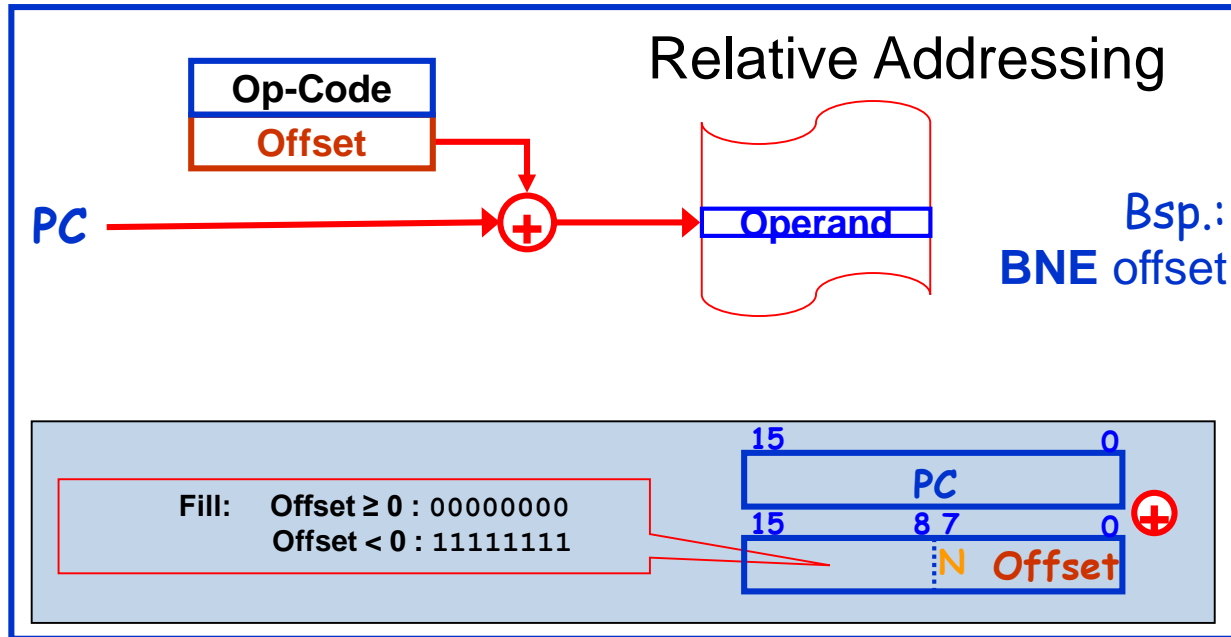 Relative Addressing
Op-Code
Offset
PC
Operand
Bsp.:
BNE offset
15 0
PC
Fill: Offset ≥ 0 : 00000000
Offset < 0 : 11111111
15 8 7 0
N Offset